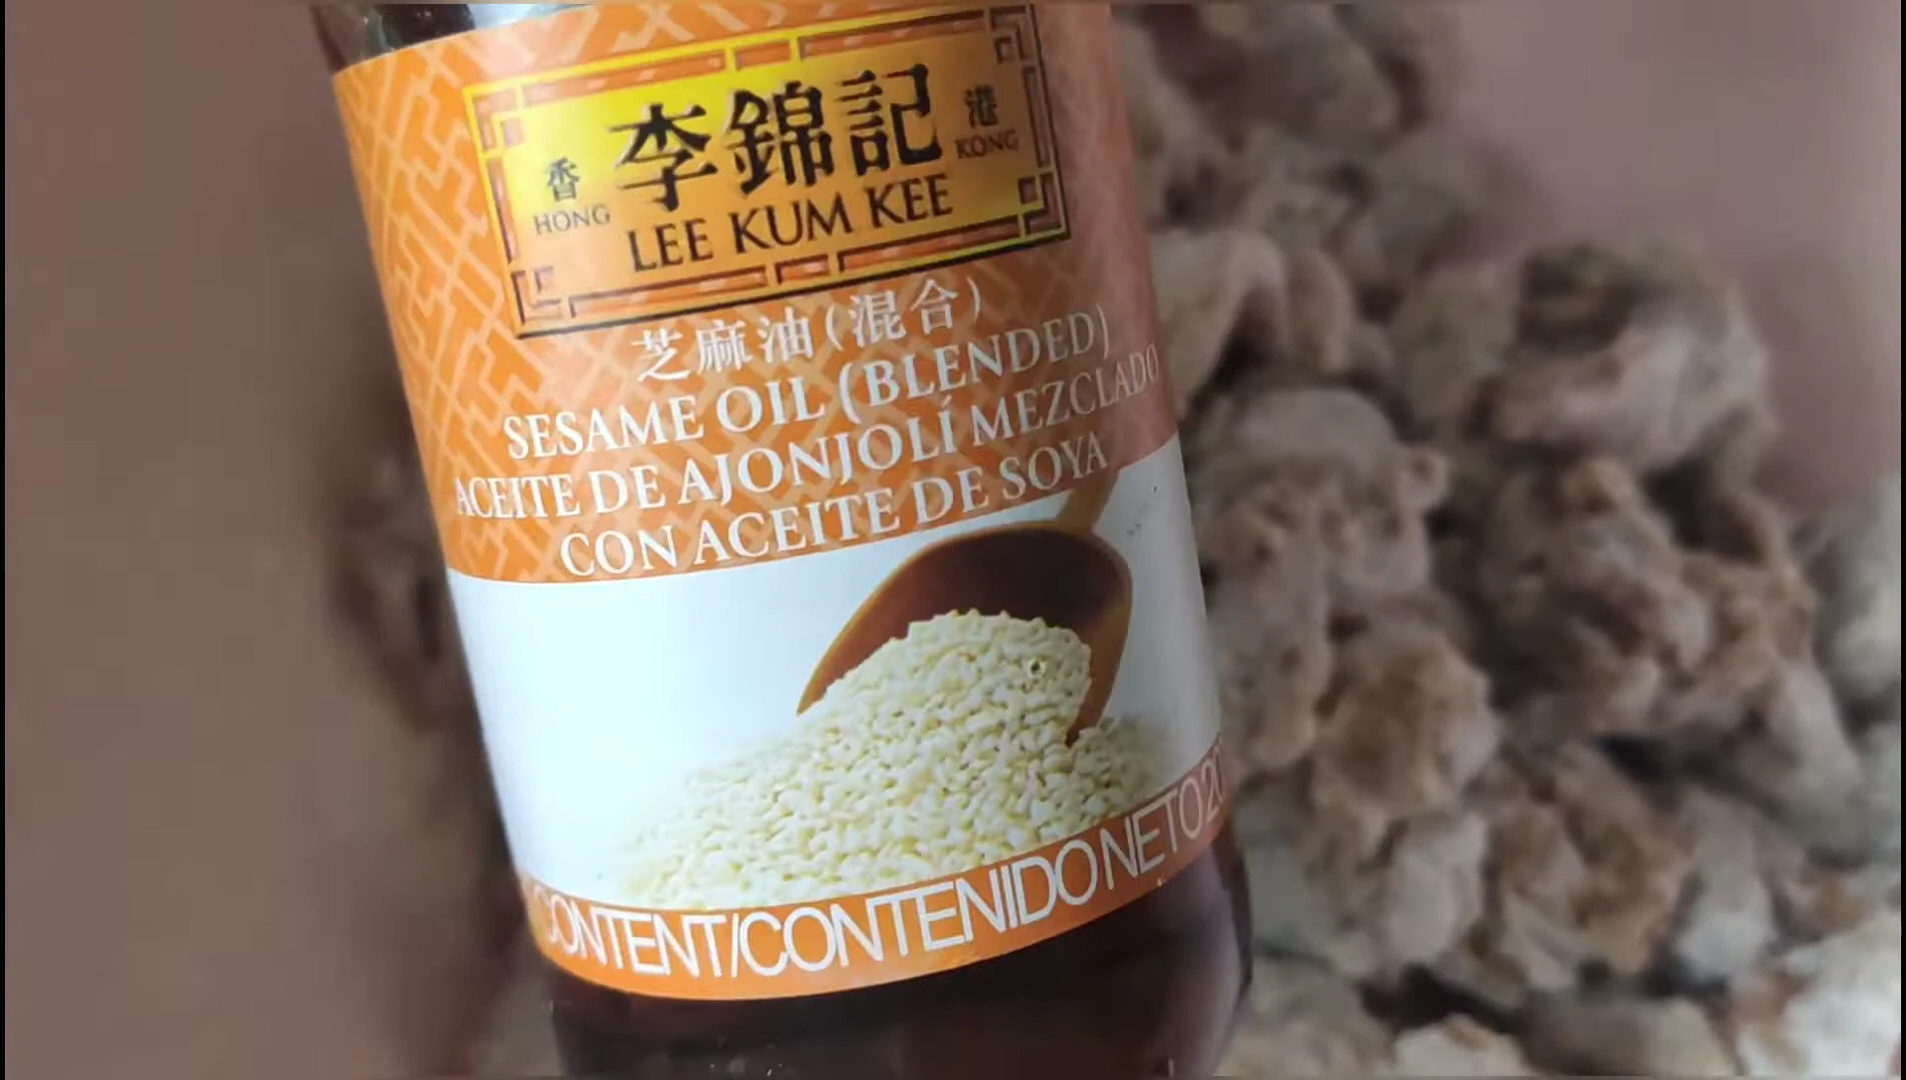 李錦記
香 港
HONG KONG
LEE KUM KEE
芝麻油(混合)
SESAME OIL (BLENDED)
ACEITE DE AJONJOLÍ MEZCLADO
CON ACEITE DE SOYA
CONTENT/CONTENIDO NETO 20